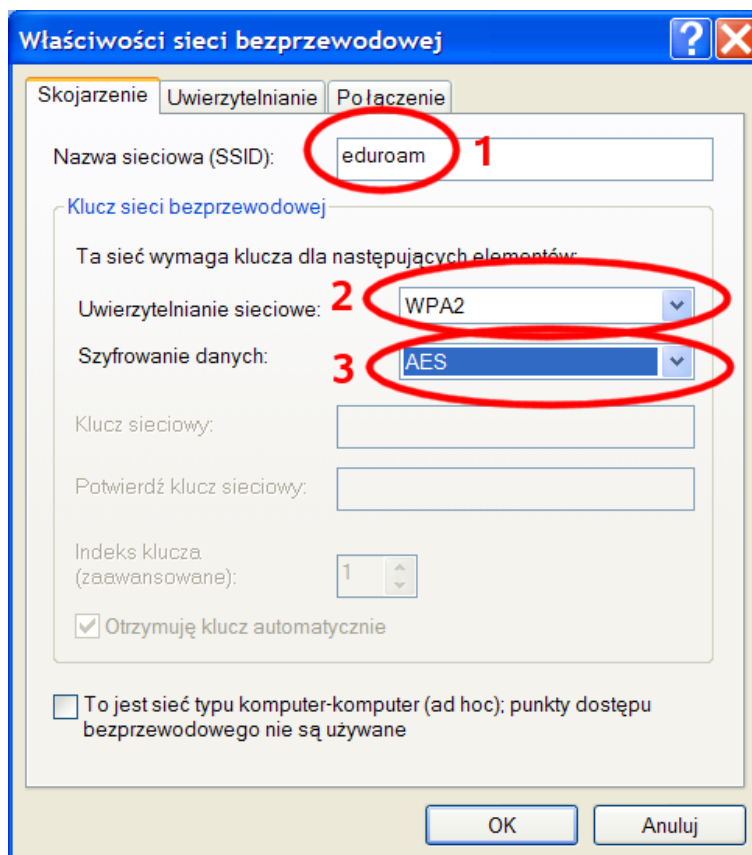 Właściwości sieci bezprzewodowej
Skojarzenie Uwierzytelnianie Połączenie
Nazwa sieciowa (SSID): eduroam 1
Klucz sieci bezprzewodowej
Ta sieć wymaga klucza dla następujących elementów:
Uwierzytelnianie sieciowe: 2 WPA2
Szyfrowanie danych: 3 AES
Klucz sieciowy:
Potwierdź klucz sieciowy:
Indeks klucza
(zaawansowane): 1
Otrzymuję klucz automatycznie
To jest sieć typu komputer-komputer (ad hoc); punkty dostępu
bezprzewodowego nie są używane
OK Anuluj